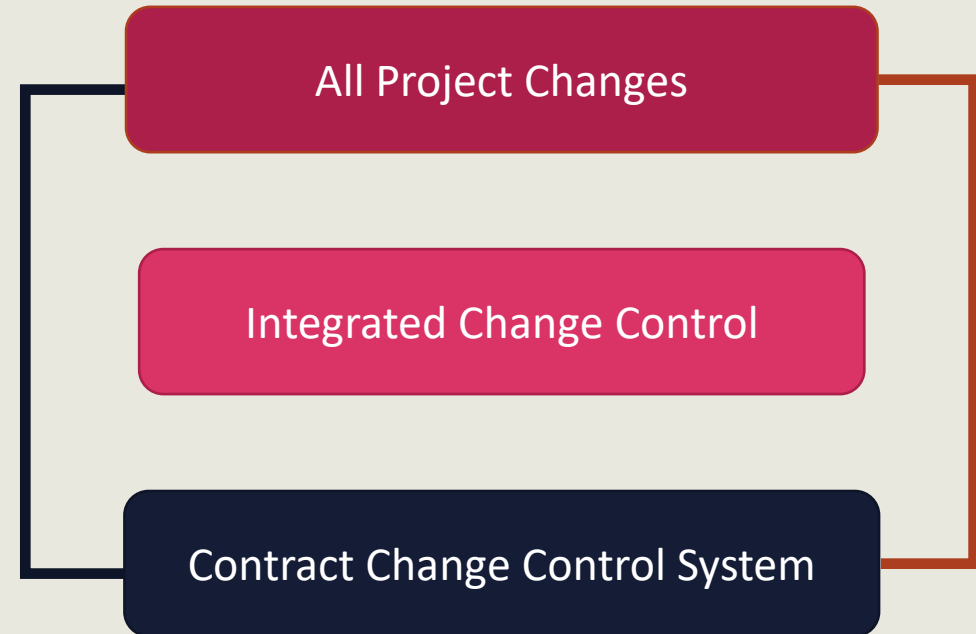 All Project Changes
Integrated Change Control
Contract Change Control System